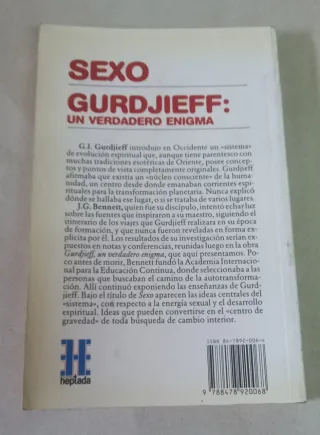 SEXO
GURDJIEFF:
UN VERDADERO ENIGMA
G.I. Gurdjieff introdujo en Occidente un «sistema»
de evolución espiritual que, aunque tiene parentesco con
muchas tradiciones esotéricas de Oriente, posee concep-
tos y puntos de vista completamente originales. Gurdjieff
afirmaba que existía un «núcleo consciente» de la huma-
nidad, un centro desde donde emanaban corrientes espi-
rituales para la transformación planetaria. Nunca explicó
dónde se hallaba ese lugar, o si se trataba de varios lugares.
J.G. Bennett, quien fue su discípulo, intentó echar luz
sobre las fuentes que inspiraron a su maestro, siguiendo el
itinerario de los viajes que Gurdjieff realizara en su época
de formación, y que nunca fueron reveladas en forma ex-
plícita por él. Los resultados de su investigación serían ex-
puestos en notas y conferencias, reunidas luego en la obra
Gurdjieff, un verdadero enigma, que aquí presentamos. Po-
co antes de morir, Bennett fundó la Academia Internacio-
nal para la Educación Continua, donde seleccionaba a las
personas que buscaban el camino de la autotransforma-
ción. Allí continuó exponiendo las enseñanzas de Gurd-
jieff. Bajo el título de Sexo aparecen las ideas centrales del
«sistema», con respecto a la energía sexual y el desarrollo
espiritual. Ideas que pueden convertirse en el «centro de
gravedad» de toda búsqueda de cambio interior.
heptada
ISBN 84-7892-006-6
9 788478 920068